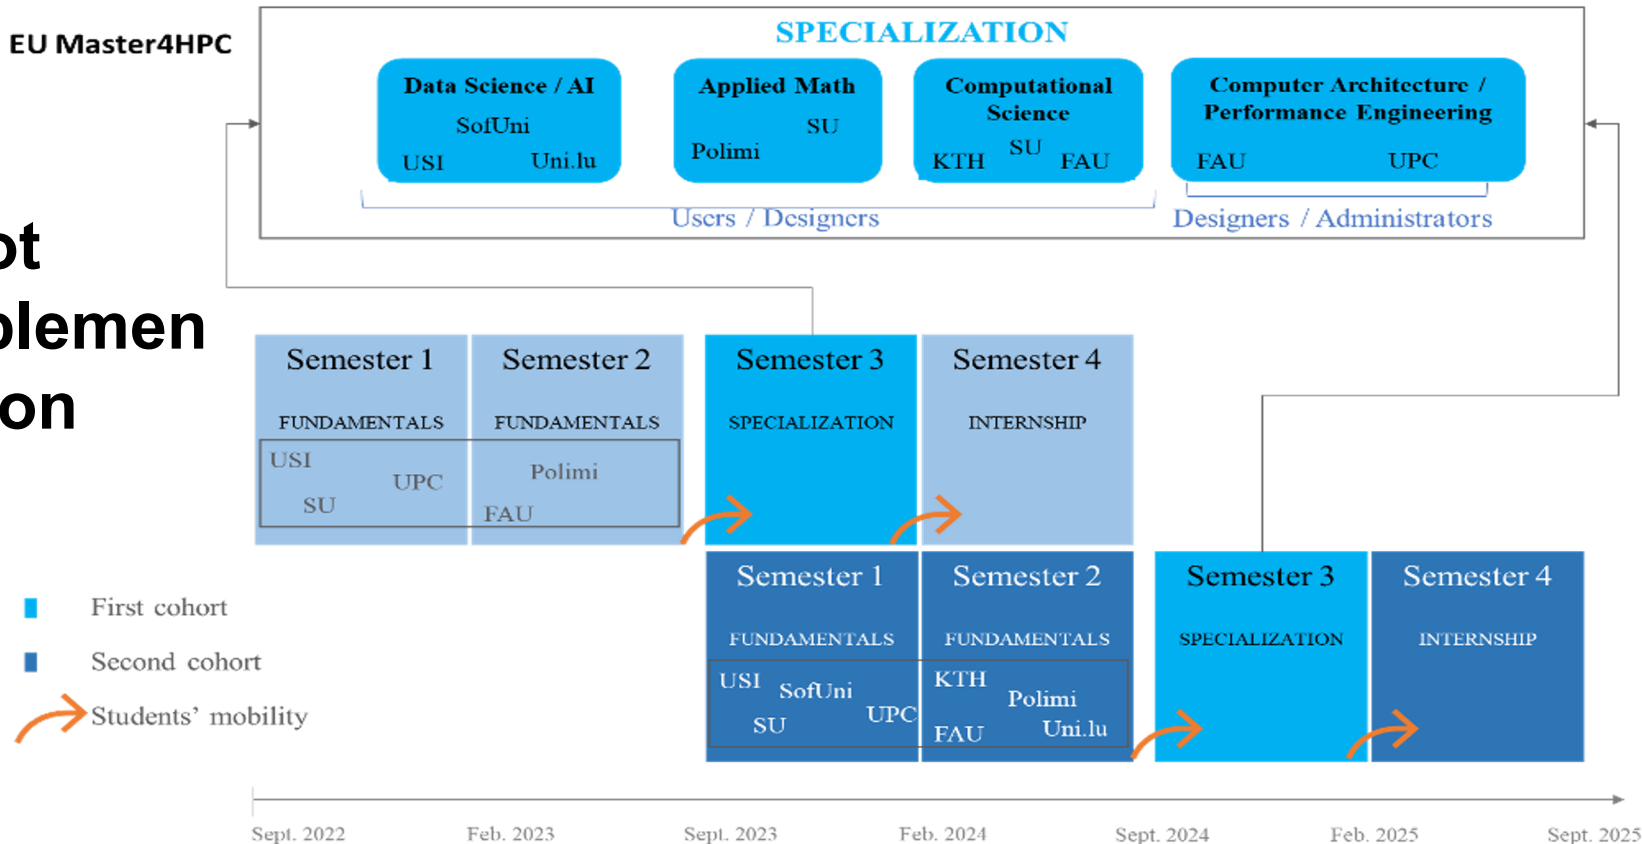 EU Master4HPC
SPECIALIZATION
Data Science / AI
SofUni
USI Uni.lu
Applied Math
SU
Polimi
Computational
Science
KTH SU FAU
Computer Architecture /
Performance Engineering
FAU UPC
Users / Designers
Designers / Administrators
ot
plemen
on
Semester 1
FUNDAMENTALS
USI
UPC
SU
Semester 2
FUNDAMENTALS
Polimi
FAU
Semester 3
SPECIALIZATION
Semester 4
INTERNSHIP
Semester 1
FUNDAMENTALS
USI SofUni
SU UPC
Semester 2
FUNDAMENTALS
KTH
Polimi
FAU Uni.lu
Semester 3
SPECIALIZATION
Semester 4
INTERNSHIP
First cohort
Second cohort
Students' mobility
Sept. 2022 Feb. 2023 Sept. 2023 Feb. 2024 Sept. 2024 Feb. 2025 Sept. 2025